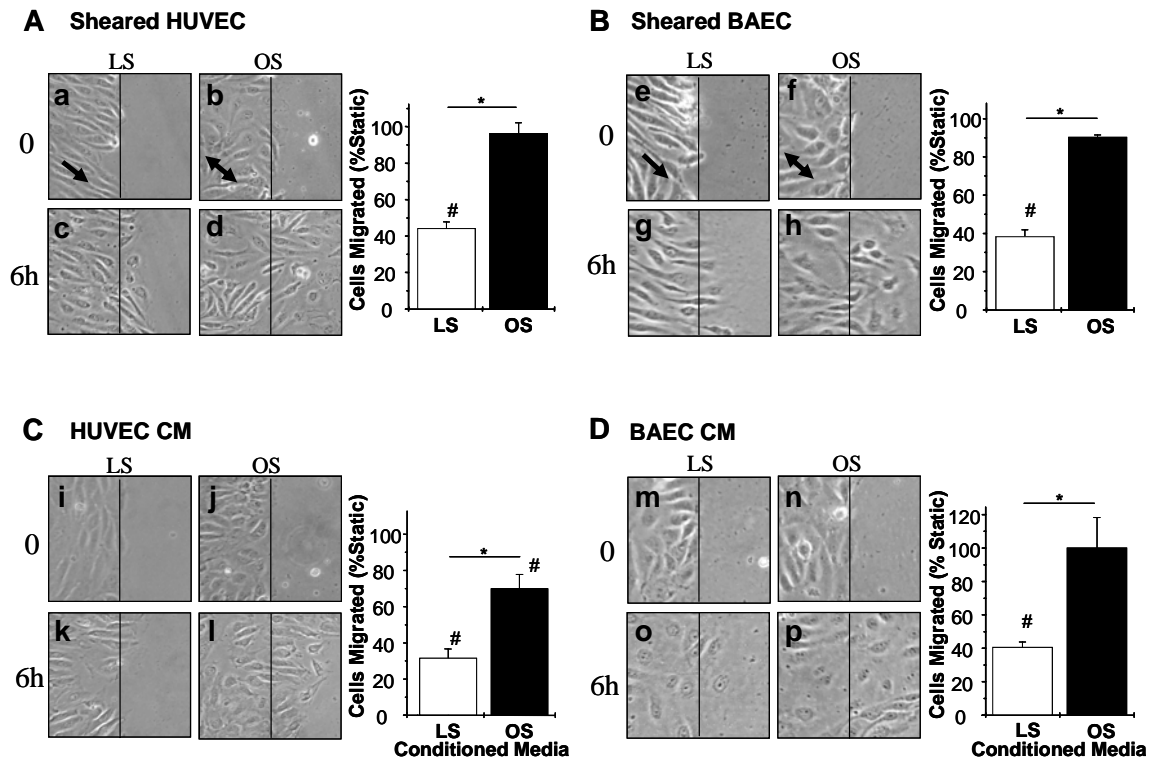 A Sheared HUVEC
LS OS
0
a b
6h
c d
Cells Migrated (%Static)
100
80
60
40
20
0
*
#
LS OS
B Sheared BAEC
LS OS
0
e f
6h
g h
Cells Migrated (%Static)
100
80
60
40
20
0
*
#
LS OS
C HUVEC CM
LS OS
0
i j
6h
k l
Cells Migrated (%Static)
100
80
60
40
20
0
*
#
#
LS OS
Conditioned Media
D BAEC CM
LS OS
0
m n
6h
o p
Cells Migrated (% Static)
120
100
80
60
40
20
0
*
#
LS OS
Conditioned Media